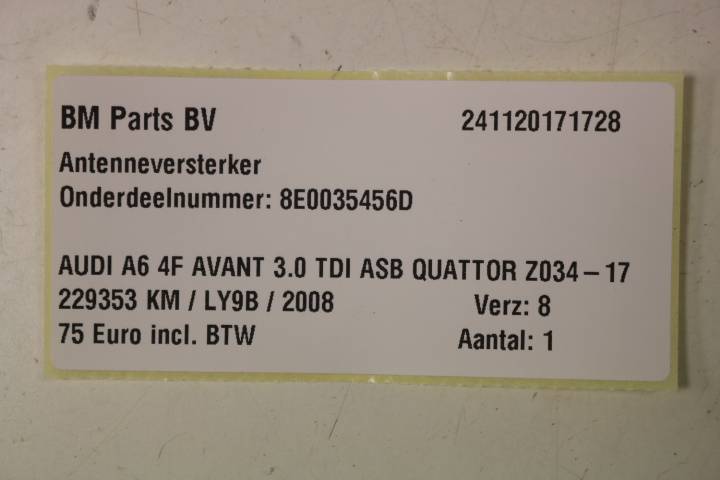 BM Parts BV 241120171728
Antenneversterker
Onderdeelnummer: 8E0035456D
AUDI A6 4F AVANT 3.0 TDI ASB QUATTOR Z034-17
229353 KM / LY9B / 2008 Verz: 8
75 Euro incl. BTW Aantal: 1